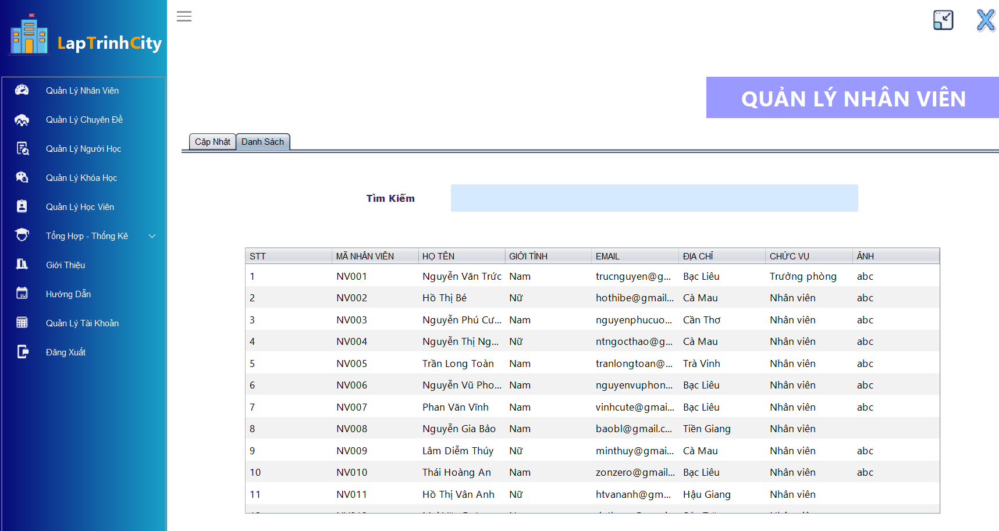 LapTrinhCity
Quản Lý Nhân Viên
Quản Lý Chuyên Đề
Quản Lý Người Học
Quản Lý Khóa Học
Quản Lý Học Viên
Tổng Hợp - Thống Kê
Giới Thiệu
Hướng Dẫn
Quản Lý Tài Khoản
Đăng Xuất
QUẢN LÝ NHÂN VIÊN
Cập Nhật Danh Sách
Tìm Kiếm
STT MÃ NHÂN VIÊN HỌ TÊN GIỚI TÍNH EMAIL ĐỊA CHỈ CHỨC VỤ ẢNH
1 NV001 Nguyễn Văn Trức Nam trucnguyen@g... Bạc Liêu Trưởng phòng abc
2 NV002 Hồ Thị Bé Nữ hothibe@gmail... Cà Mau Nhân viên abc
3 NV003 Nguyễn Phú Cư... Nam nguyenphucuo... Cần Thơ Nhân viên abc
4 NV004 Nguyễn Thị Ng... Nữ ntngocthao@g... Cà Mau Nhân viên abc
5 NV005 Trần Long Toàn Nam tranlongtoan@... Trà Vinh Nhân viên abc
6 NV006 Nguyễn Vũ Pho... Nam nguyenvuphon... Bạc Liêu Nhân viên abc
7 NV007 Phan Văn Vĩnh Nam vinhcute@gmai... Bạc Liêu Nhân viên abc
8 NV008 Nguyễn Gia Bảo Nam baobl@gmail.c... Tiền Giang Nhân viên
9 NV009 Lâm Diễm Thúy Nữ minthuy@gmai... Cà Mau Nhân viên abc
10 NV010 Thái Hoàng An Nam zonzero@gmail... Bạc Liêu Nhân viên abc
11 NV011 Hồ Thị Vân Anh Nữ htvananh@gm... Hậu Giang Nhân viên